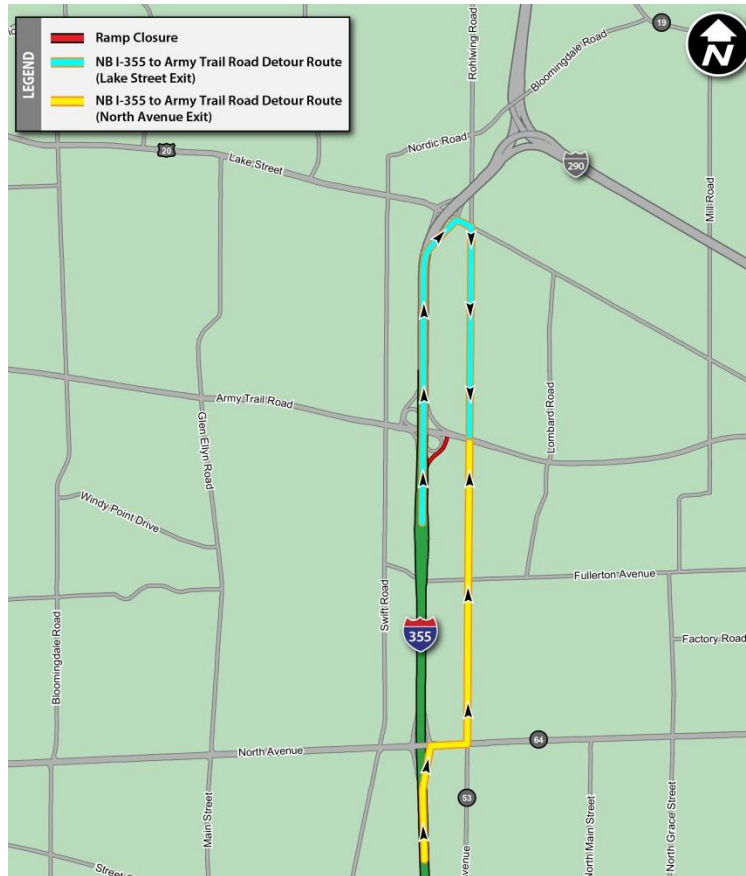 LEGEND
Ramp Closure
NB I-355 to Army Trail Road Detour Route
(Lake Street Exit)
NB I-355 to Army Trail Road Detour Route
(North Avenue Exit)
N
19
Rohlwing Road
Bloomingdale Road
Nordic Road
20
Lake Street
290
Mill Road
Army Trail Road
Glen Ellyn Road
Lombard Road
Windy Point Drive
Fullerton Avenue
Swift Road
355
Bloomingdale Road
Factory Road
North Avenue
64
53
Main Street
North Main Street
North Grace Street
Avenue
Street